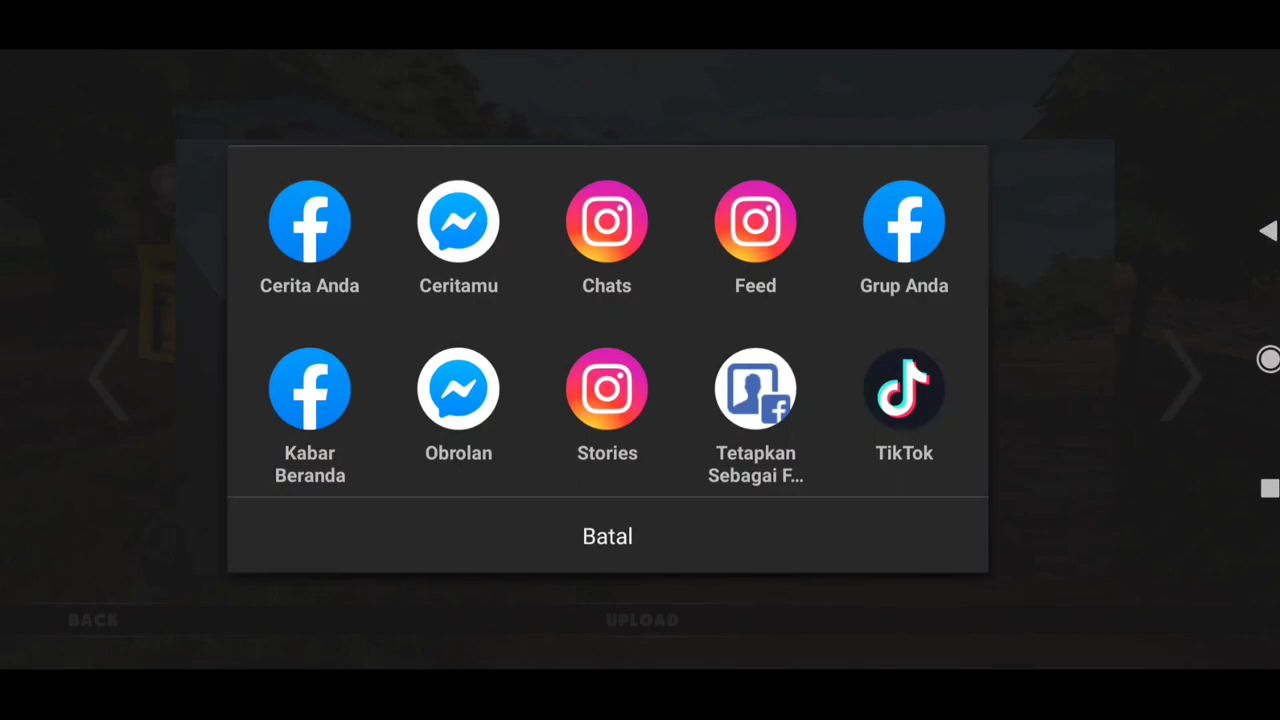 Cerita Anda
Ceritamu
Chats
Feed
Grup Anda
Kabar
Beranda
Obrolan
Stories
Tetapkan
Sebagai F...
TikTok
Batal
BACK
UPLOAD